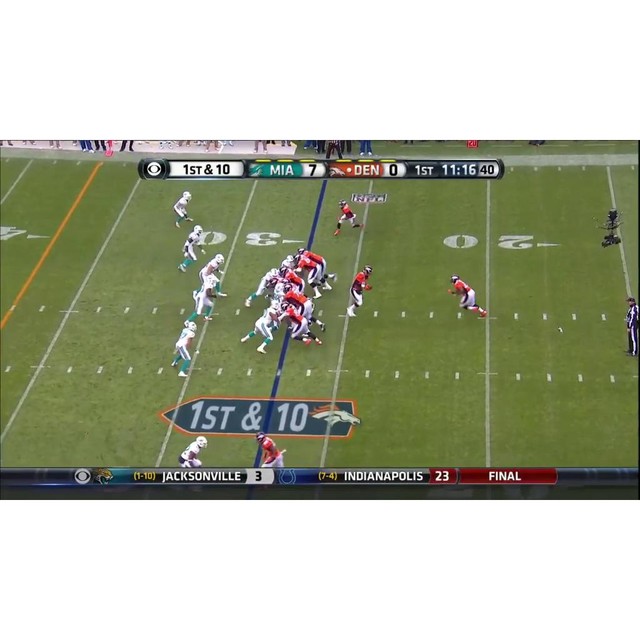 1ST & 10 MIA 7 DEN 0 1ST 11:16 40
4 30 20
1ST & 10
(1-10) JACKSONVILLE 3 (7-4) INDIANAPOLIS 23 FINAL